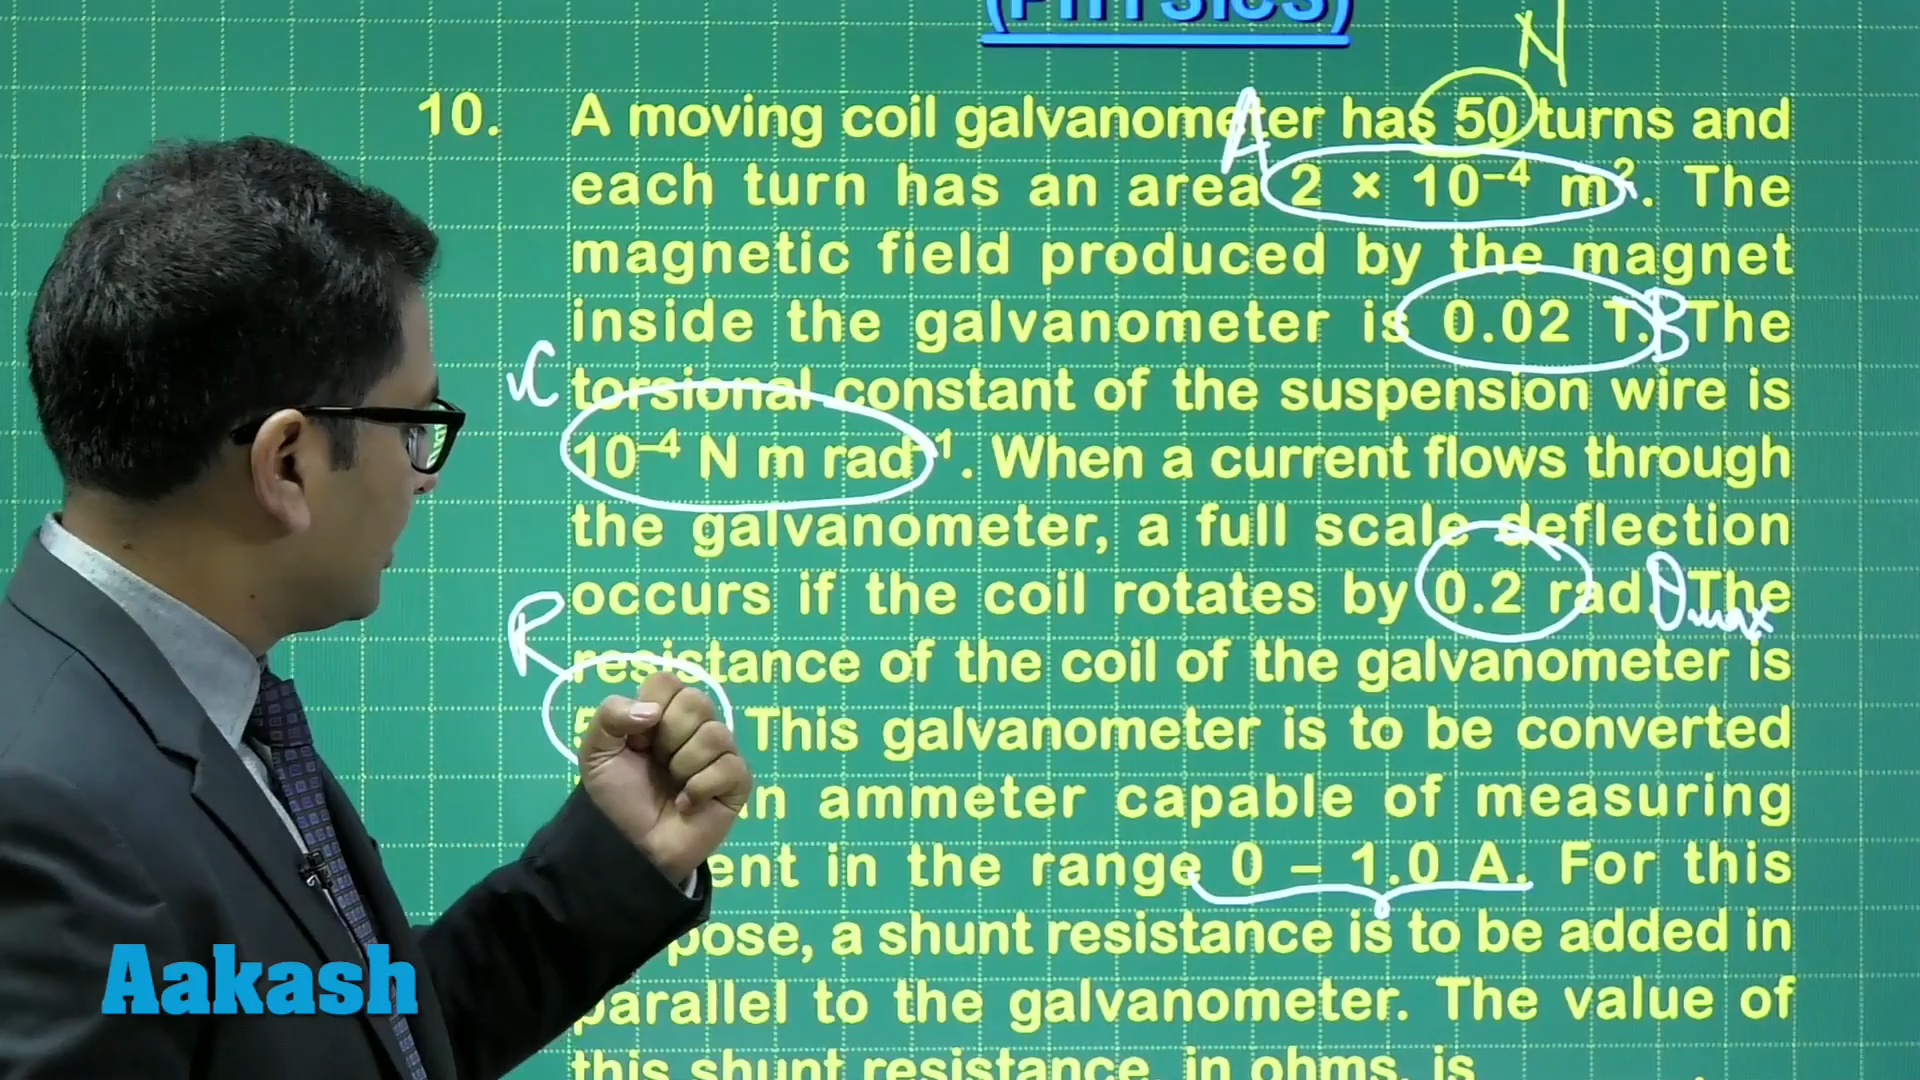 (PHYSICS)
N
10. A moving coil galvanometer has 50 turns and
A
each turn has an area 2 × 10⁻⁴ m². The
magnetic field produced by the magnet
inside the galvanometer is 0.02 T. The
B
C
torsional constant of the suspension wire is
10⁻⁴ N m rad⁻¹. When a current flows through
the galvanometer, a full scale deflection
occurs if the coil rotates by 0.2 rad. The
θmax
R
resistance of the coil of the galvanometer is
5 This galvanometer is to be converted
an ammeter capable of measuring
in the range 0 – 1.0 A. For this
a shunt resistance is to be added in
parallel to the galvanometer. The value of
this shunt resistance, in ohms, is
Aakash